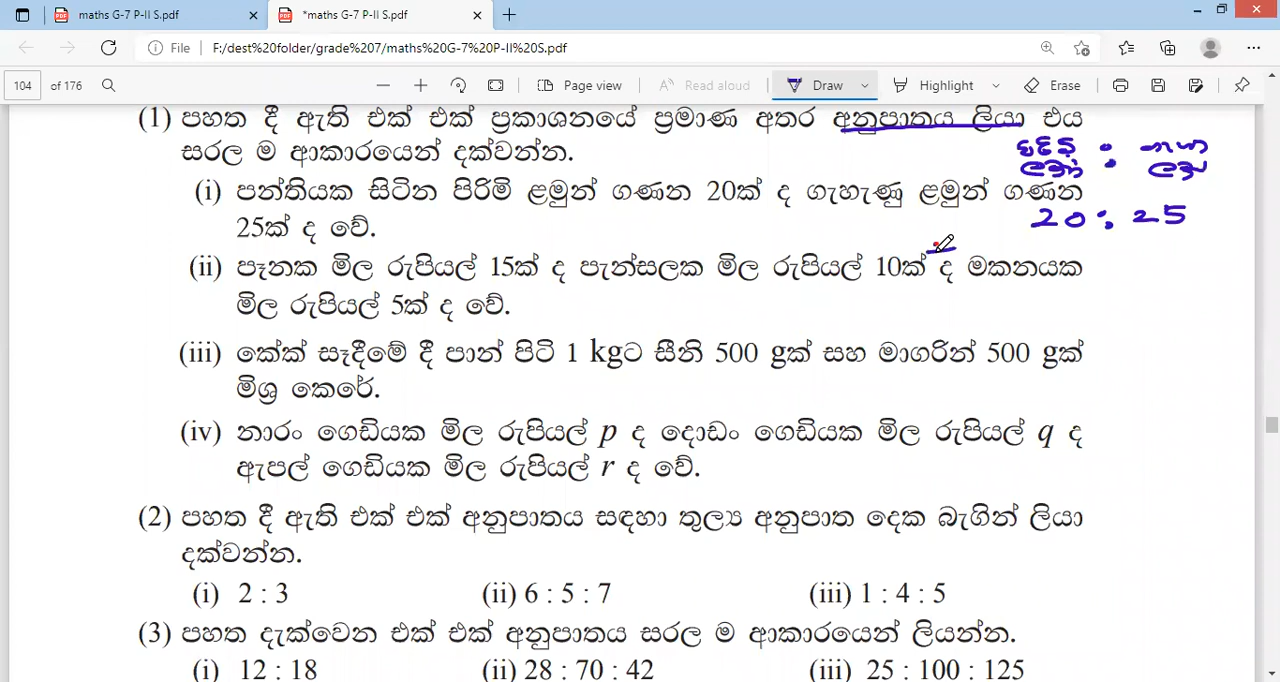 maths G-7 P-II S.pdf
*maths G-7 P-II S.pdf
File F:/dest%20folder/grade%207/maths%20G-7%20P-II%20S.pdf
104 of 176 Page view Read aloud Draw Highlight Erase
(1) පහත දී ඇති එක් එක් ප්‍රකාශනයේ ප්‍රමාණ අතර අනුපාතය ලියා එය
සරල ම ආකාරයෙන් දක්වන්න.
(i) පන්තියක සිටින පිරිමි ළමුන් ගණන 20ක් ද ගැහැණු ළමුන් ගණන
25ක් ද වේ.
20 : 25
(ii) පෑනක මිල රුපියල් 15ක් ද පැන්සලක මිල රුපියල් 10ක් ද මකනයක
මිල රුපියල් 5ක් ද වේ.
(iii) කේක් සෑදීමේ දී පාන් පිටි 1 kgට සීනි 500 gක් සහ මාගරින් 500 gක්
මිශ්‍ර කෙරේ.
(iv) නාරං ගෙඩියක මිල රුපියල් p ද දොඩං ගෙඩියක මිල රුපියල් q ද
ඇපල් ගෙඩියක මිල රුපියල් r ද වේ.
(2) පහත දී ඇති එක් එක් අනුපාතය සඳහා තුල්‍ය අනුපාත දෙක බැගින් ලියා
දක්වන්න.
(i) 2 : 3 (ii) 6 : 5 : 7 (iii) 1 : 4 : 5
(3) පහත දැක්වෙන එක් එක් අනුපාතය සරල ම ආකාරයෙන් ලියන්න.
(i) 12 : 18 (ii) 28 : 70 : 42 (iii) 25 : 100 : 125